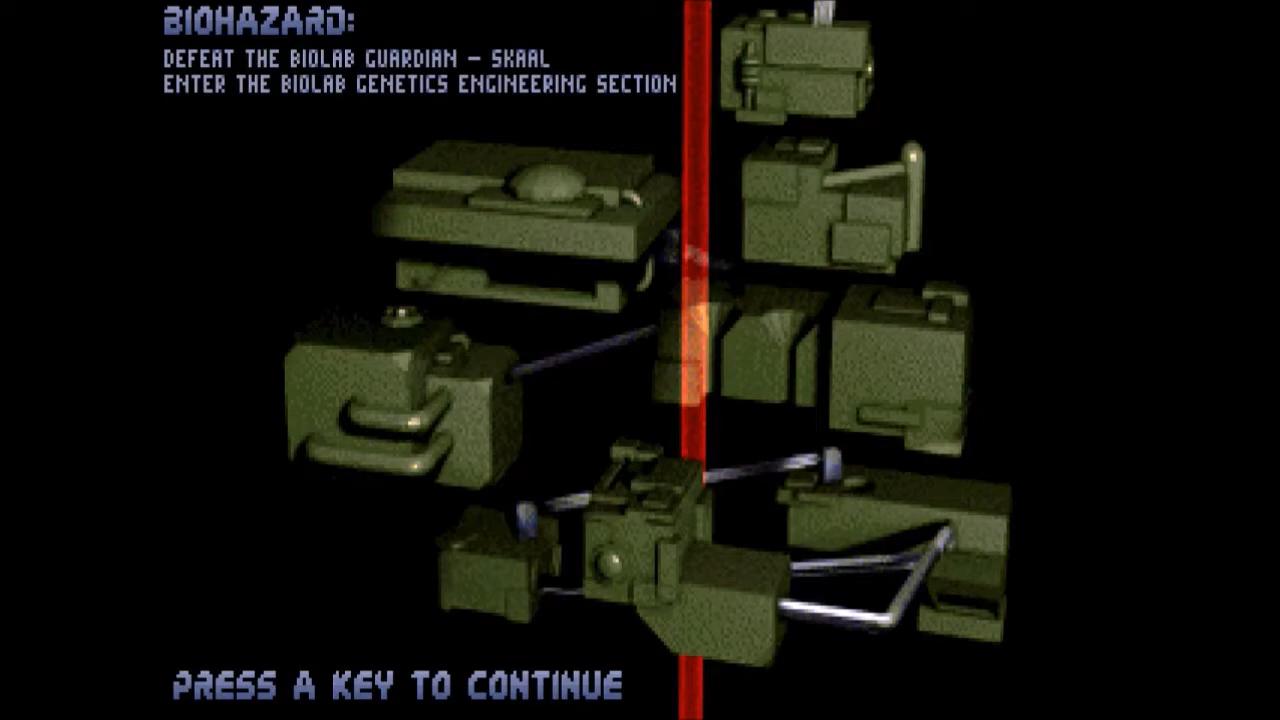 BIOHAZARD:
DEFEAT THE BIOLAB GUARDIAN - SKAAL
ENTER THE BIOLAB GENETICS ENGINEERING SECTION
PRESS A KEY TO CONTINUE